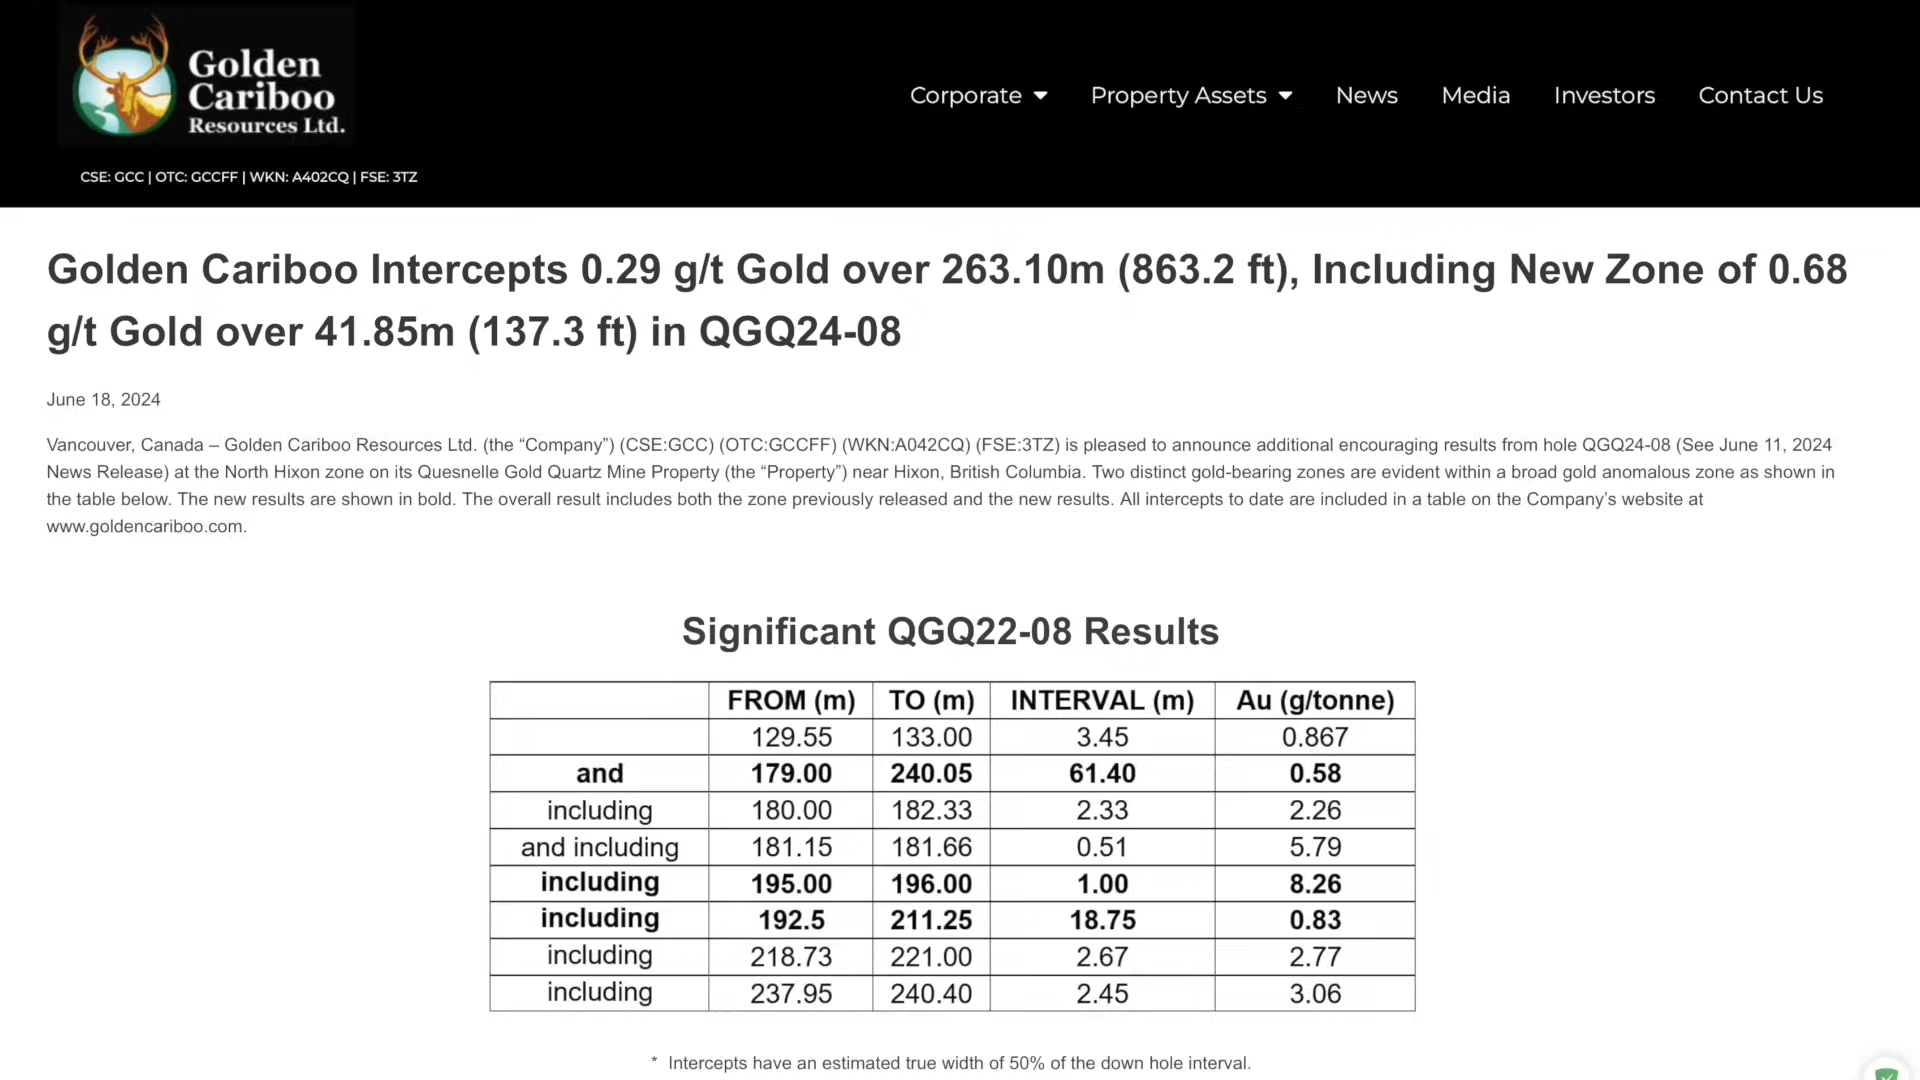 Golden
Cariboo
Resources Ltd.
CSE: GCC | OTC: GCCFF | WKN: A402CQ | FSE: 3TZ
Corporate Property Assets News Media Investors Contact Us
Golden Cariboo Intercepts 0.29 g/t Gold over 263.10m (863.2 ft), Including New Zone of 0.68
g/t Gold over 41.85m (137.3 ft) in QGQ24-08
June 18, 2024
Vancouver, Canada – Golden Cariboo Resources Ltd. (the “Company”) (CSE:GCC) (OTC:GCCFF) (WKN:A042CQ) (FSE:3TZ) is pleased to announce additional encouraging results from hole QGQ24-08 (See June 11, 2024
News Release) at the North Hixon zone on its Quesnelle Gold Quartz Mine Property (the “Property”) near Hixon, British Columbia. Two distinct gold-bearing zones are evident within a broad gold anomalous zone as shown in
the table below. The new results are shown in bold. The overall result includes both the zone previously released and the new results. All intercepts to date are included in a table on the Company’s website at
www.goldencariboo.com.
Significant QGQ22-08 Results
FROM (m) TO (m) INTERVAL (m) Au (g/tonne)
129.55 133.00 3.45 0.867
and 179.00 240.05 61.40 0.58
including 180.00 182.33 2.33 2.26
and including 181.15 181.66 0.51 5.79
including 195.00 196.00 1.00 8.26
including 192.5 211.25 18.75 0.83
including 218.73 221.00 2.67 2.77
including 237.95 240.40 2.45 3.06
* Intercepts have an estimated true width of 50% of the down hole interval.